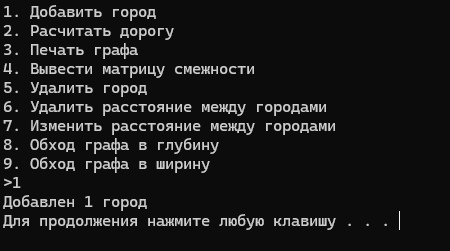 1. Добавить город
2. Расчитать дорогу
3. Печать графа
4. Вывести матрицу смежности
5. Удалить город
6. Удалить расстояние между городами
7. Изменить расстояние между городами
8. Обход графа в глубину
9. Обход графа в ширину
>1
Добавлен 1 город
Для продолжения нажмите любую клавишу . . .